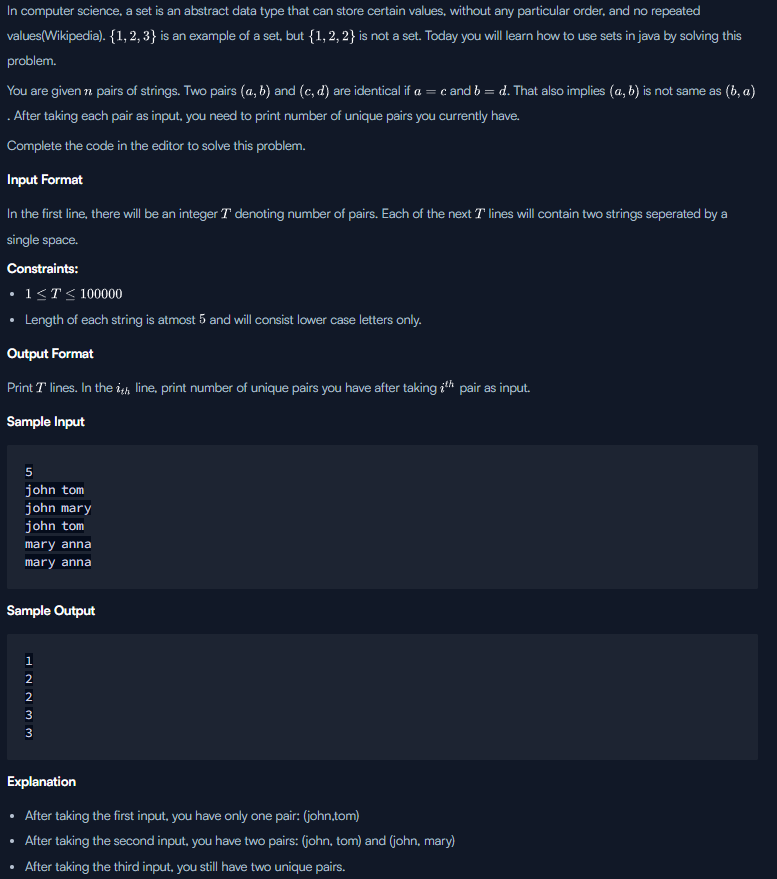 In computer science, a set is an abstract data type that can store certain values, without any particular order, and no repeated
values(Wikipedia). {1, 2, 3} is an example of a set, but {1, 2, 2} is not a set. Today you will learn how to use sets in java by solving this
problem.
You are given n pairs of strings. Two pairs (a, b) and (c, d) are identical if a = c and b = d. That also implies (a, b) is not same as (b, a)
. After taking each pair as input, you need to print number of unique pairs you currently have.
Complete the code in the editor to solve this problem.
Input Format
In the first line, there will be an integer T denoting number of pairs. Each of the next T lines will contain two strings seperated by a
single space.
Constraints:
• 1 ≤ T ≤ 100000
• Length of each string is atmost 5 and will consist lower case letters only.
Output Format
Print T lines. In the i_th line, print number of unique pairs you have after taking i^th pair as input.
Sample Input
5
john tom
john mary
john tom
mary anna
mary anna
Sample Output
1
2
2
3
3
Explanation
• After taking the first input, you have only one pair: (john,tom)
• After taking the second input, you have two pairs: (john, tom) and (john, mary)
• After taking the third input, you still have two unique pairs.